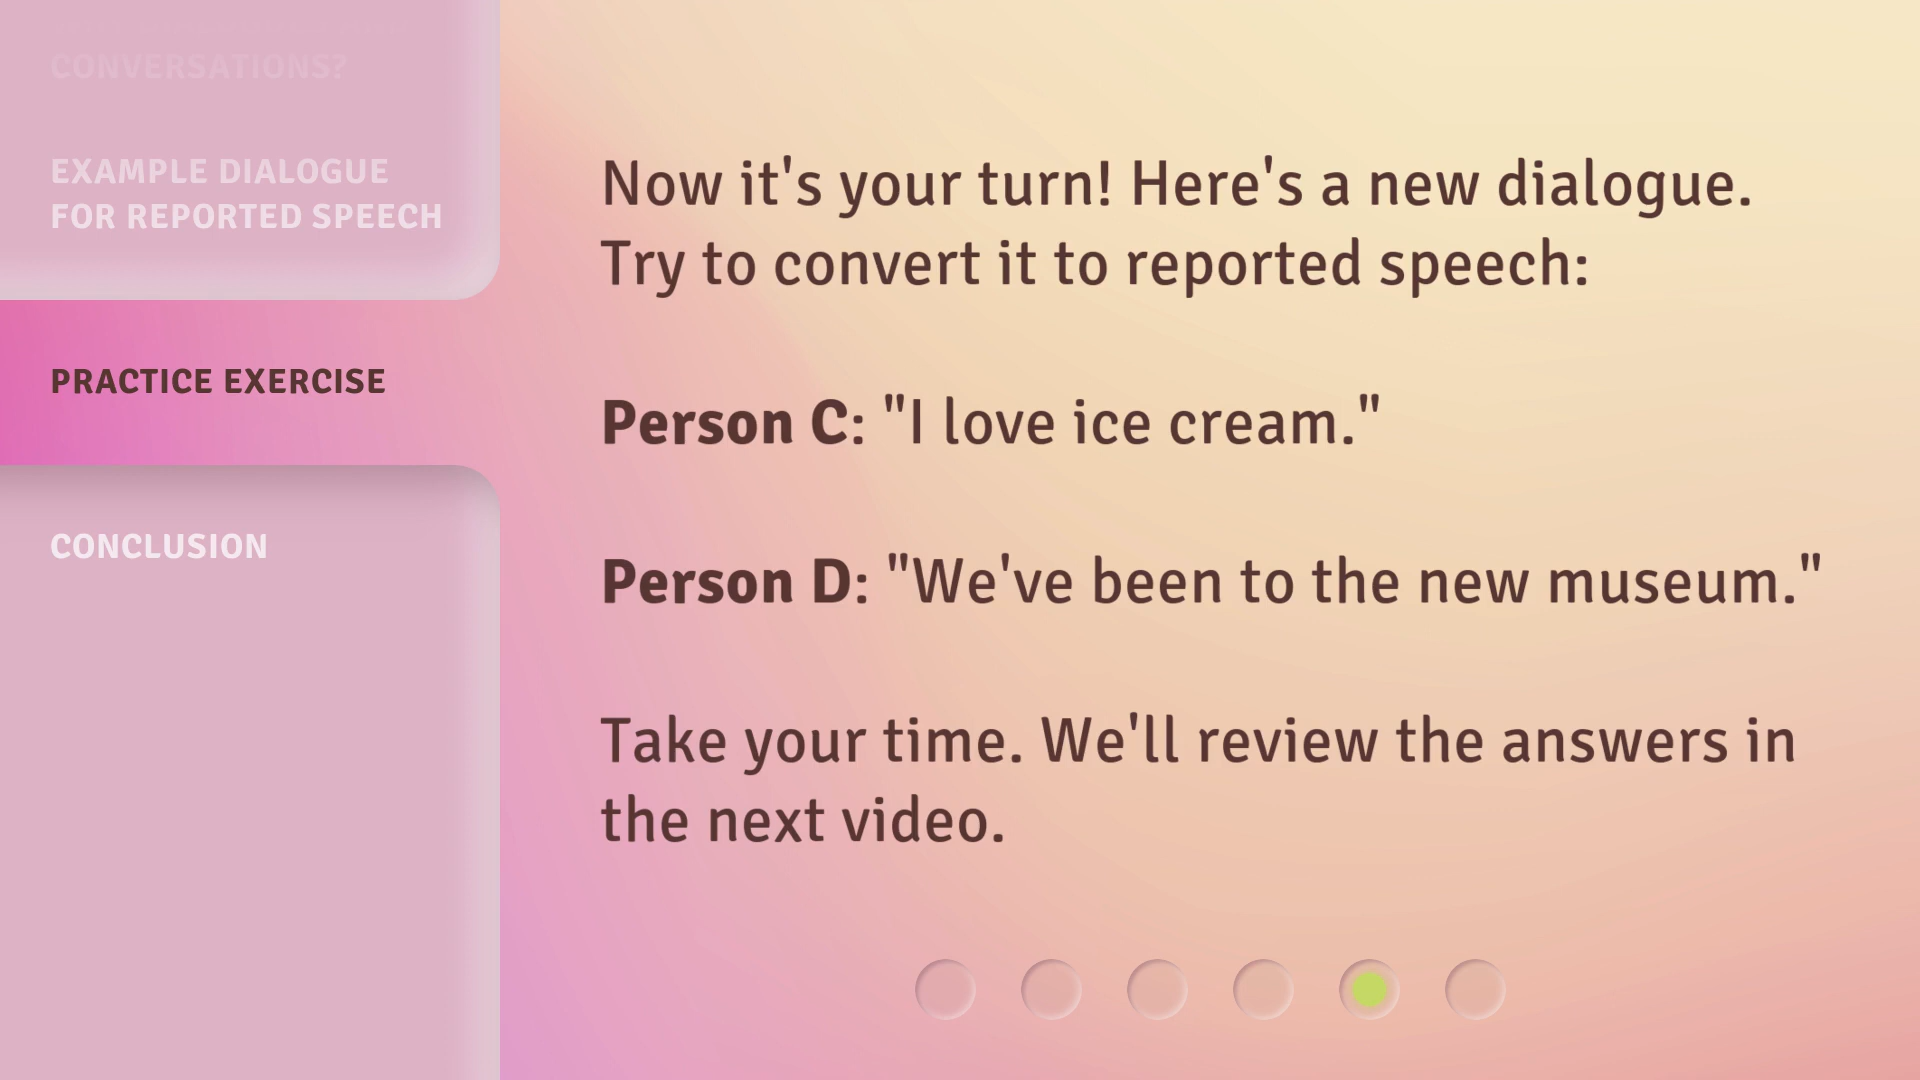 CONVERSATIONS?
EXAMPLE DIALOGUE
FOR REPORTED SPEECH
PRACTICE EXERCISE
CONCLUSION
Now it's your turn! Here's a new dialogue.
Try to convert it to reported speech:
Person C: "I love ice cream."
Person D: "We've been to the new museum."
Take your time. We'll review the answers in
the next video.